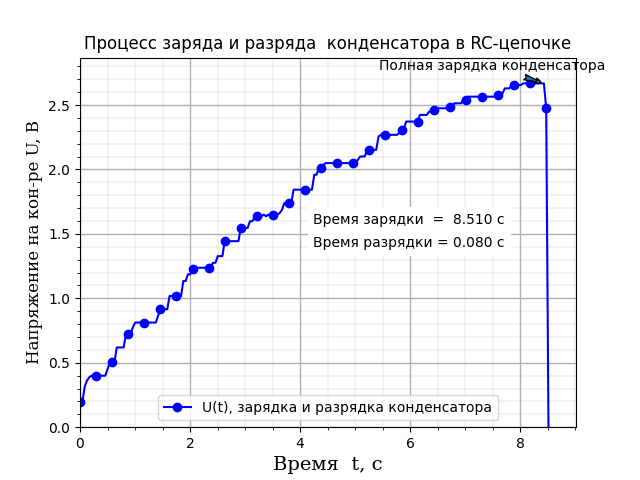 Процесс заряда и разряда  конденсатора в RC-цепочке
Полная зарядка конденсатора
Напряжение на кон-ре U, В
2.5
2.0
1.5
1.0
0.5
0.0
Время зарядки  =  8.510 с
Время разрядки = 0.080 с
U(t), зарядка и разрядка конденсатора
0 2 4 6 8
Время  t, с